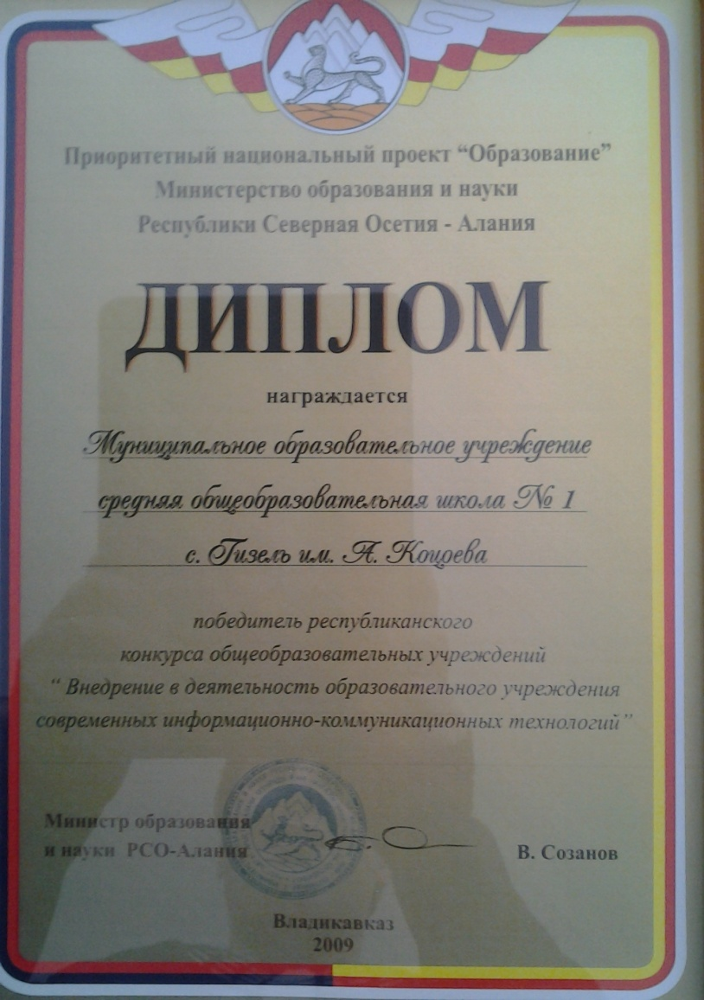 Приоритетный национальный проект “Образование”
Министерство образования и науки
Республики Северная Осетия - Алания
ДИПЛОМ
награждается
Муниципальное образовательное учреждение
средняя общеобразовательная школа № 1
с. Гизель им. А. Коцоева
победитель республиканского
конкурса общеобразовательных учреждений
“ Внедрение в деятельность образовательного учреждения
современных информационно-коммуникационных технологий”
Министр образования
и науки РСО-Алания
В. Созанов
Владикавказ
2009